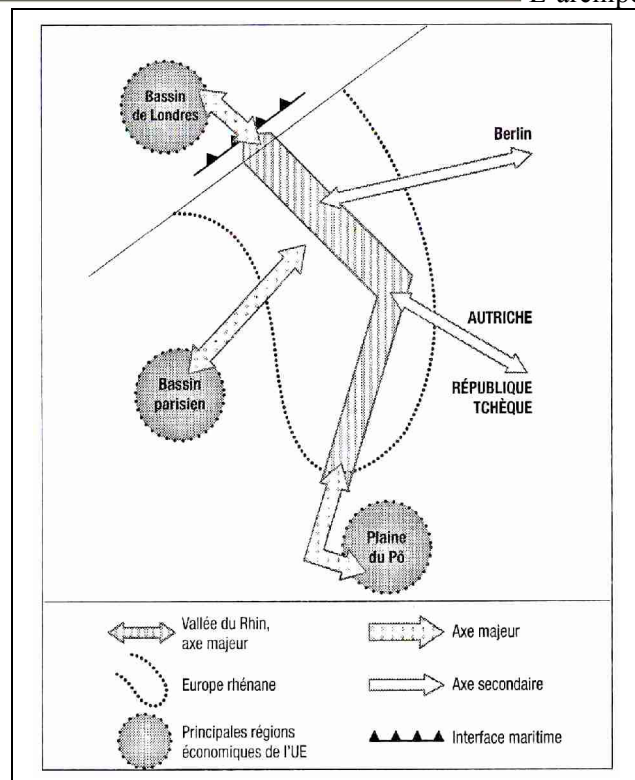 Bassin
de Londres
Berlin
AUTRICHE
RÉPUBLIQUE
TCHÈQUE
Bassin
parisien
Plaine
du Pô
Vallée du Rhin,
axe majeur
Axe majeur
Europe rhénane
Axe secondaire
Principales régions
économiques de l'UE
Interface maritime